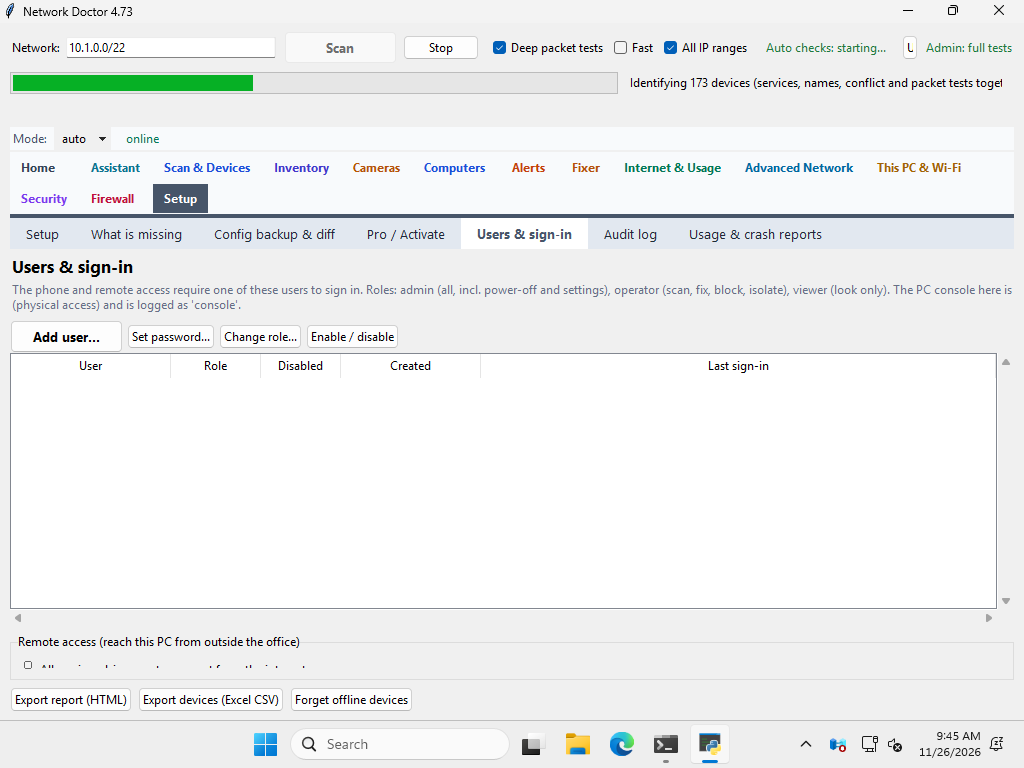 Network Doctor 4.73
Network: 10.1.0.0/22 Scan Stop Deep packet tests Fast All IP ranges Auto checks: starting... Admin: full tests
Identifying 173 devices (services, names, conflict and packet tests toget
Mode: auto online
Home Assistant Scan & Devices Inventory Cameras Computers Alerts Fixer Internet & Usage Advanced Network This PC & Wi-Fi
Security Firewall Setup
Setup What is missing Config backup & diff Pro / Activate Users & sign-in Audit log Usage & crash reports
Users & sign-in
The phone and remote access require one of these users to sign in. Roles: admin (all, incl. power-off and settings), operator (scan, fix, block, isolate), viewer (look only). The PC console here is
(physical access) and is logged as 'console'.
Add user... Set password... Change role... Enable / disable
User Role Disabled Created Last sign-in
Remote access (reach this PC from outside the office)
Export report (HTML) Export devices (Excel CSV) Forget offline devices
Search
9:45 AM
11/26/2026